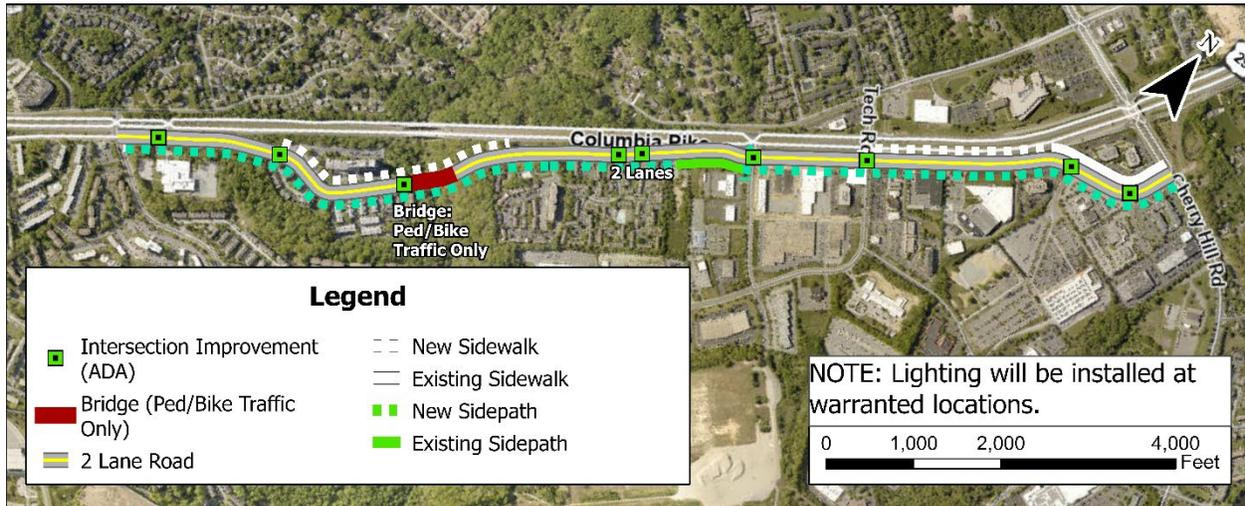 N
29
Tech Rd
Columbia Pike
2 Lanes
Bridge:
Ped/Bike
Traffic Only
Cherry Hill Rd
Legend
Intersection Improvement
(ADA)
Bridge (Ped/Bike Traffic
Only)
2 Lane Road
New Sidewalk
Existing Sidewalk
New Sidepath
Existing Sidepath
NOTE: Lighting will be installed at
warranted locations.
0 1,000 2,000 4,000
Feet